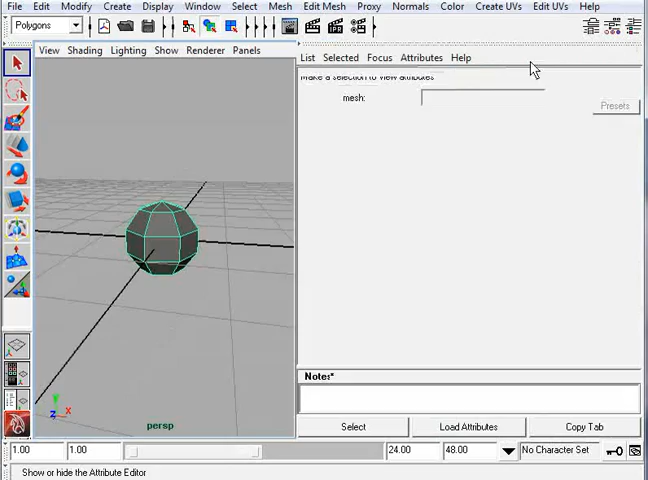 File Edit Modify Create Display Window Select Mesh Edit Mesh Proxy Normals Color Create UVs Edit UVs Help
Polygons
View Shading Lighting Show Renderer Panels
List Selected Focus Attributes Help
Make a selection to view attributes
mesh:
Presets
IPR
y
z x
persp
Notes*
Select Load Attributes Copy Tab
1.00 1.00 24.00 48.00 No Character Set
Show or hide the Attribute Editor